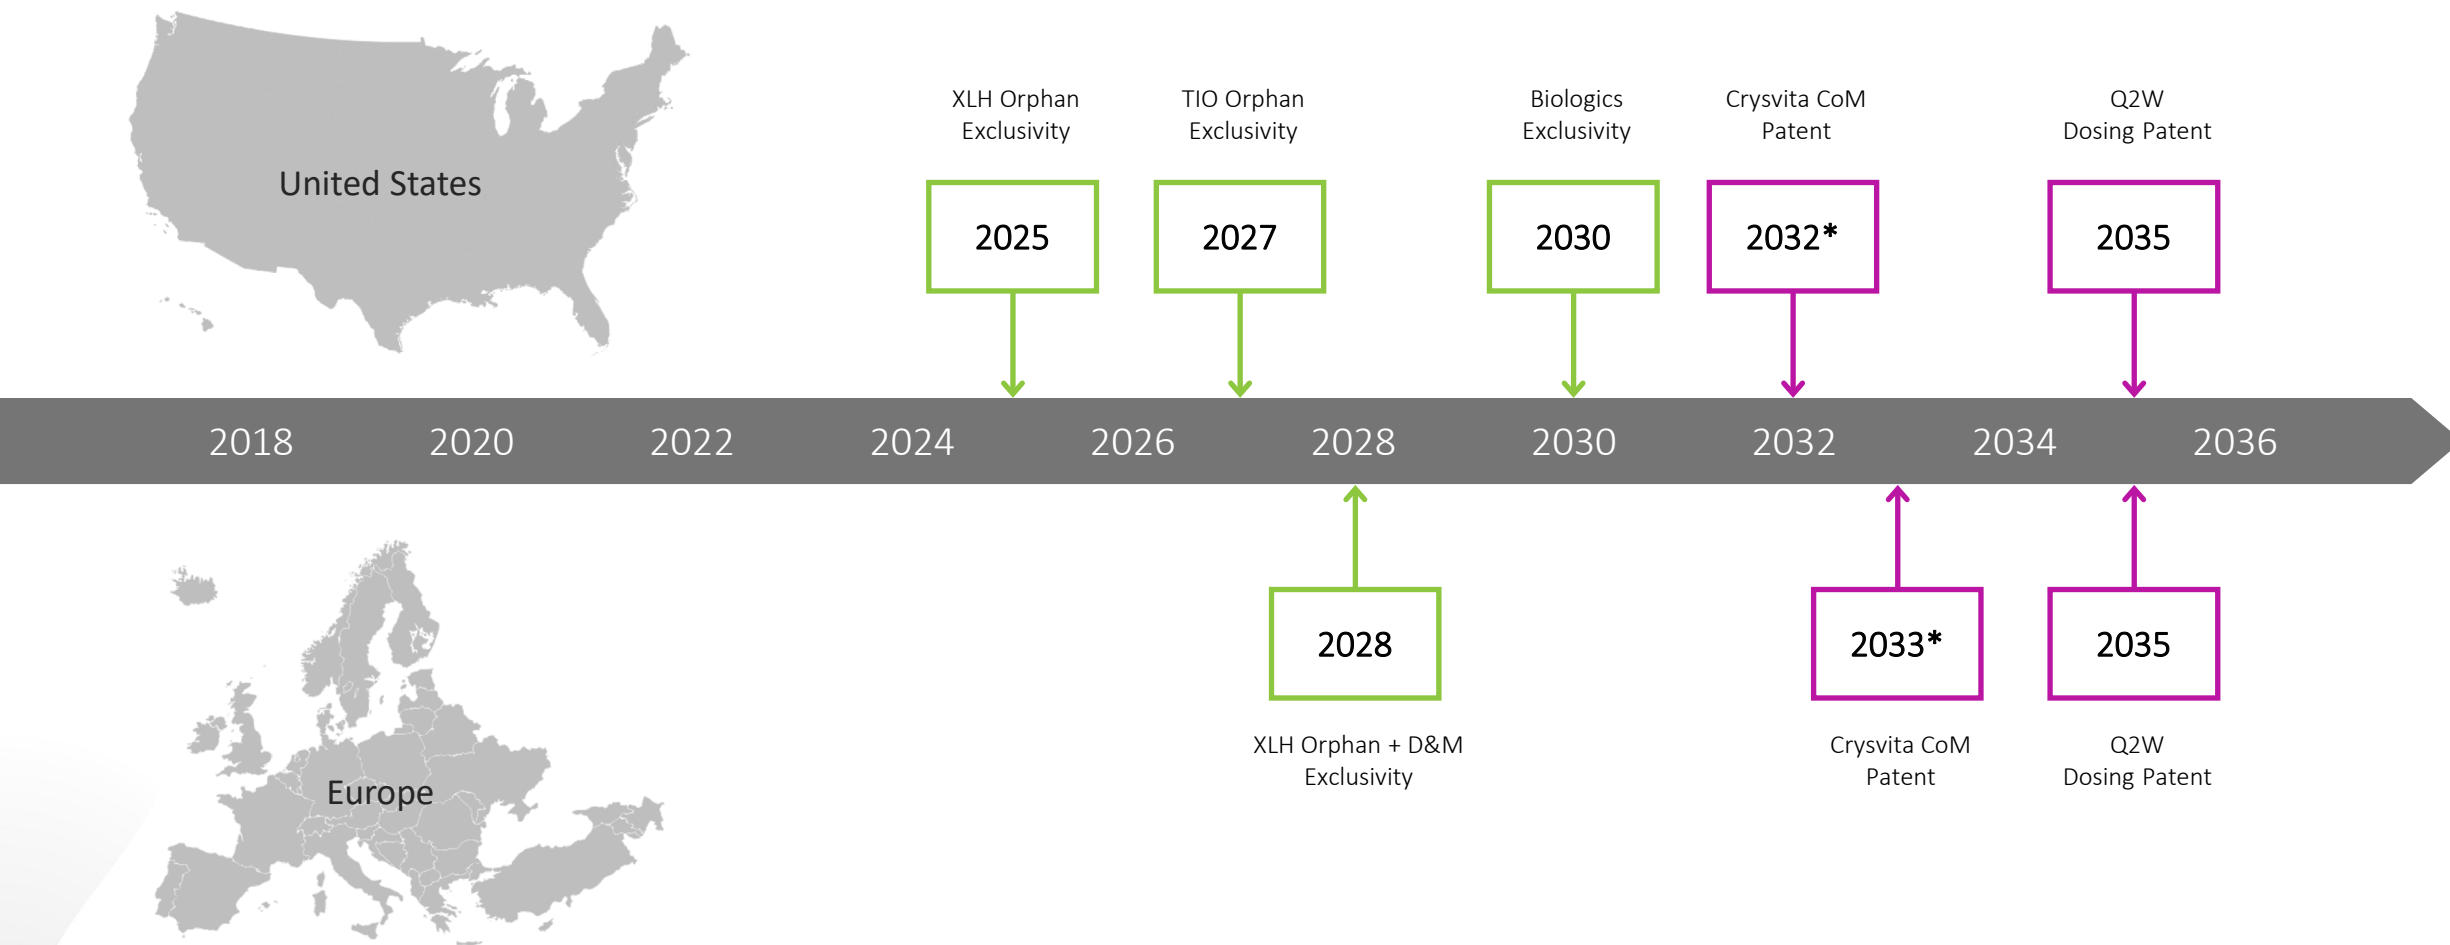 XLH Orphan
Exclusivity
TIO Orphan
Exclusivity
Biologics
Exclusivity
Crysvita CoM
Patent
Q2W
Dosing Patent
United States
2025
2027
2030
2032*
2035
2018
2020
2022
2024
2026
2028
2030
2032
2034
2036
2028
2033*
2035
XLH Orphan + D&M
Exclusivity
Crysvita CoM
Patent
Q2W
Dosing Patent
Europe